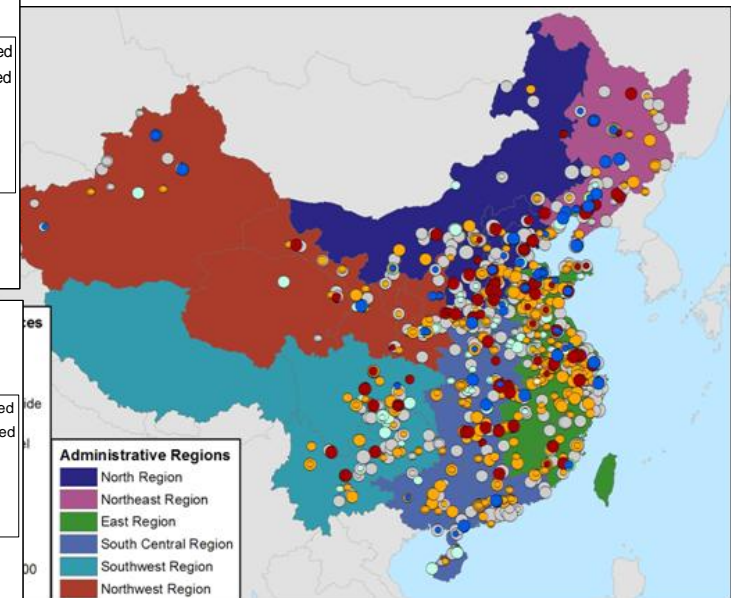 ed
ed
ces
ide
ed
ed
el
00
Administrative Regions
North Region
Northeast Region
East Region
South Central Region
Southwest Region
Northwest Region